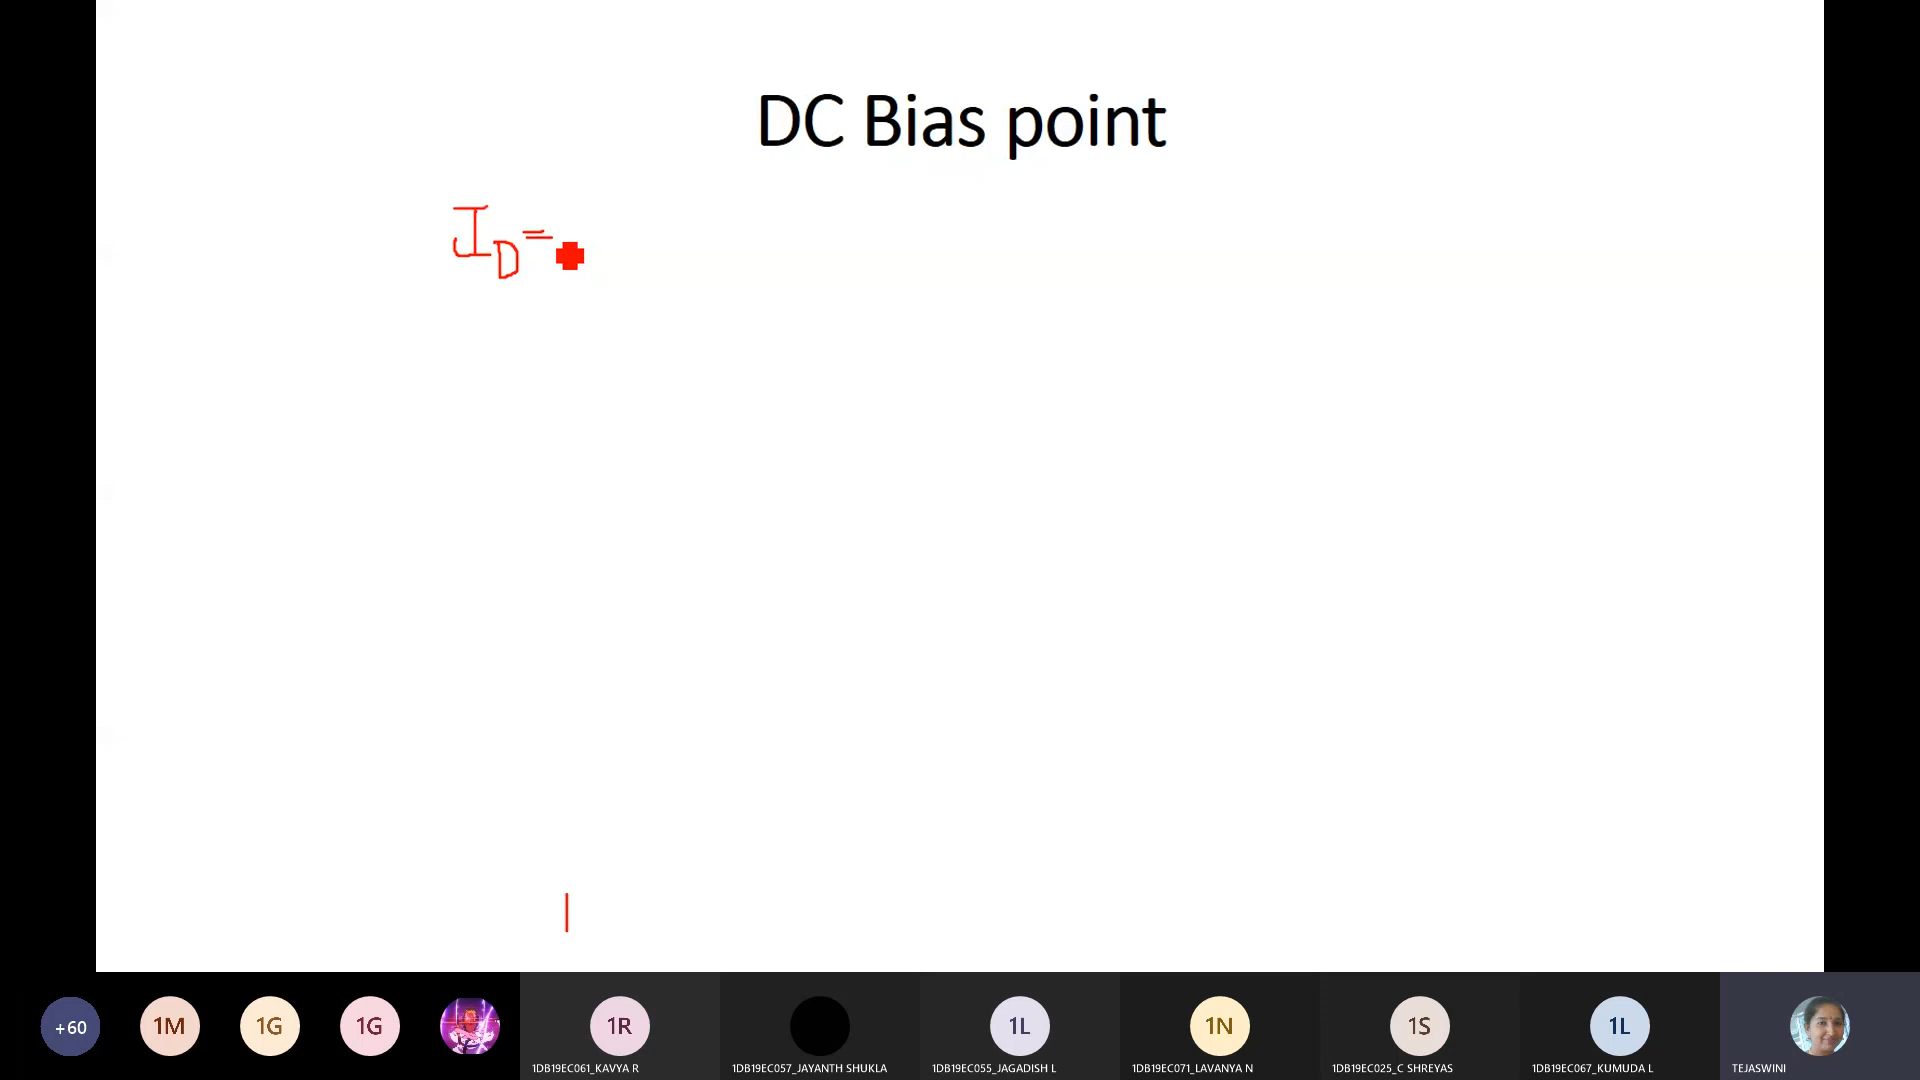 DC Bias point
I_D =
|
+60 1M 1G 1G 1R 1L 1N 1S 1L
1DB19EC061_KAVYA R 1DB19EC057_JAYANTH SHUKLA 1DB19EC055_JAGADISH L 1DB19EC071_LAVANYA N 1DB19EC025_C SHREYAS 1DB19EC067_KUMUDA L TEJASWINI